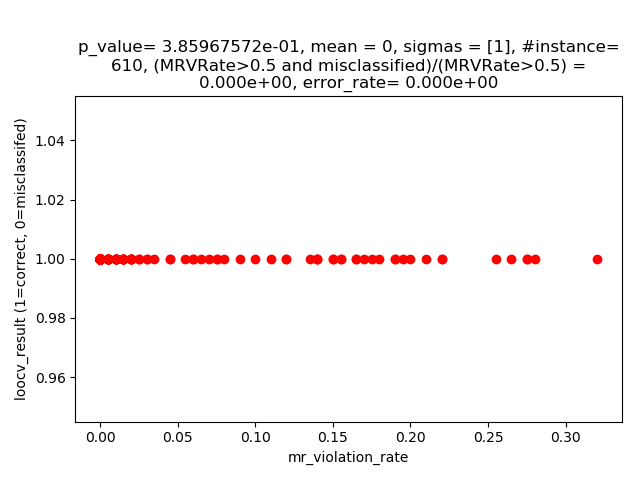 p_value= 3.85967572e-01, mean = 0, sigmas = [1], #instance=
610, (MRVRate>0.5 and misclassified)/(MRVRate>0.5) =
0.000e+00, error_rate= 0.000e+00
1.04
1.02
1.00
0.98
0.96
loocv_result (1=correct, 0=misclassifed)
0.00 0.05 0.10 0.15 0.20 0.25 0.30
mr_violation_rate